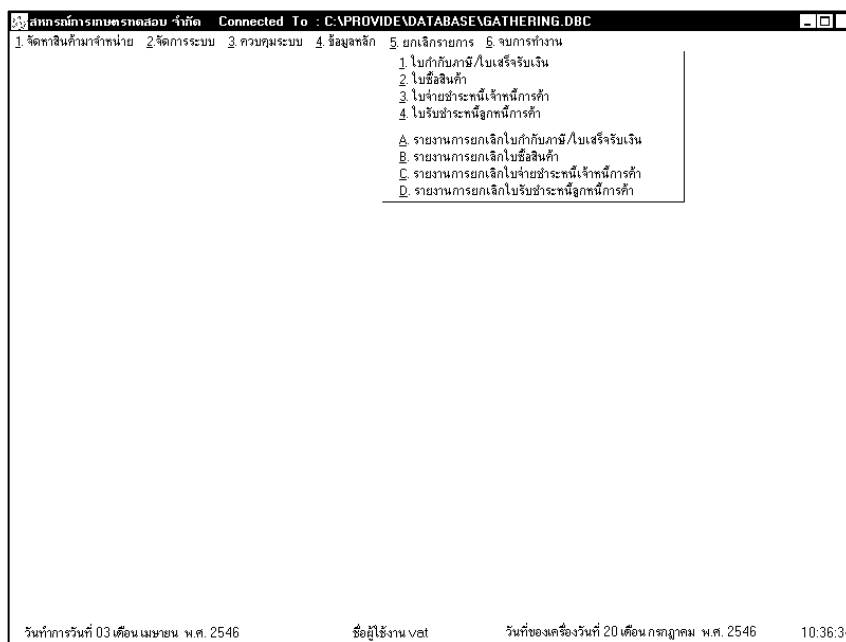 สหกรณ์การเกษตรทดสอบ จำกัด Connected To : C:\PROVIDE\DATABASE\GATHERING.DBC
1. จัดหาสินค้ามาจำหน่าย 2.จัดการระบบ 3. ควบคุมระบบ 4. ข้อมูลหลัก 5. ยกเลิกรายการ 6. จบการทำงาน
1. ใบกำกับภาษี/ใบเสร็จรับเงิน
2. ใบซื้อสินค้า
3. ใบจ่ายชำระหนี้เจ้าหนี้การค้า
4. ใบรับชำระหนี้ลูกหนี้การค้า
A. รายงานการยกเลิกใบกำกับภาษี/ใบเสร็จรับเงิน
B. รายงานการยกเลิกใบซื้อสินค้า
C. รายงานการยกเลิกใบจ่ายชำระหนี้เจ้าหนี้การค้า
D. รายงานการยกเลิกใบรับชำระหนี้ลูกหนี้การค้า
วันทำการวันที่ 03 เดือน เมษายน พ.ศ. 2546 ชื่อผู้ใช้งาน vat วันที่ของเครื่องวันที่ 20 เดือน กรกฎาคม พ.ศ. 2546 10:36:3